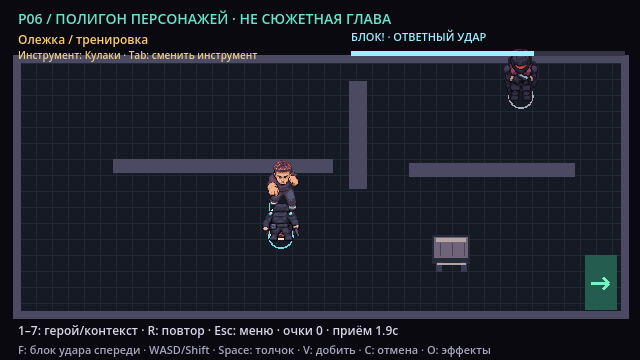 P06 / ПОЛИГОН ПЕРСОНАЖЕЙ · НЕ СЮЖЕТНАЯ ГЛАВА
Олежка / тренировка
БЛОК! · ОТВЕТНЫЙ УДАР
Инструмент: Кулаки · Tab: сменить инструмент
1–7: герой/контекст · R: повтор · Esc: меню · очки 0 · приём 1.9с
F: блок удара спереди · WASD/Shift · Space: толчок · V: добить · C: отмена · O: эффекты